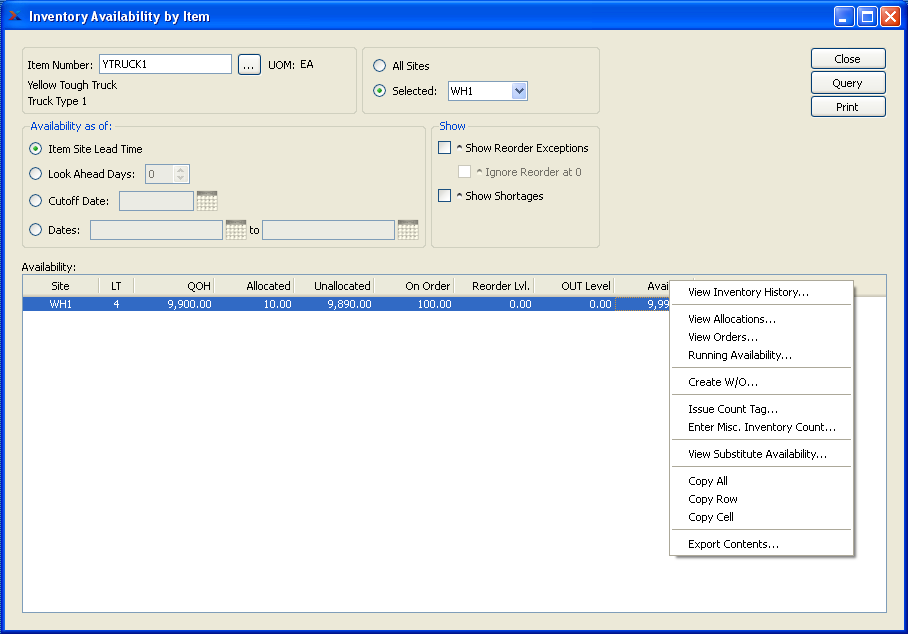 Inventory Availability by Item
Item Number: YTRUCK1 ... UOM: EA
Yellow Tough Truck
Truck Type 1
All Sites
Selected: WH1
Close
Query
Print
Availability as of:
Item Site Lead Time
Look Ahead Days: 0
Cutoff Date:
Dates: to
Show
^ Show Reorder Exceptions
^ Ignore Reorder at 0
^ Show Shortages
Availability:
Site LT QOH Allocated Unallocated On Order Reorder Lvl. OUT Level Avai
WH1 4 9,900.00 10.00 9,890.00 100.00 0.00 0.00 9,99
View Inventory History...
View Allocations...
View Orders...
Running Availability...
Create W/O...
Issue Count Tag...
Enter Misc. Inventory Count...
View Substitute Availability...
Copy All
Copy Row
Copy Cell
Export Contents...